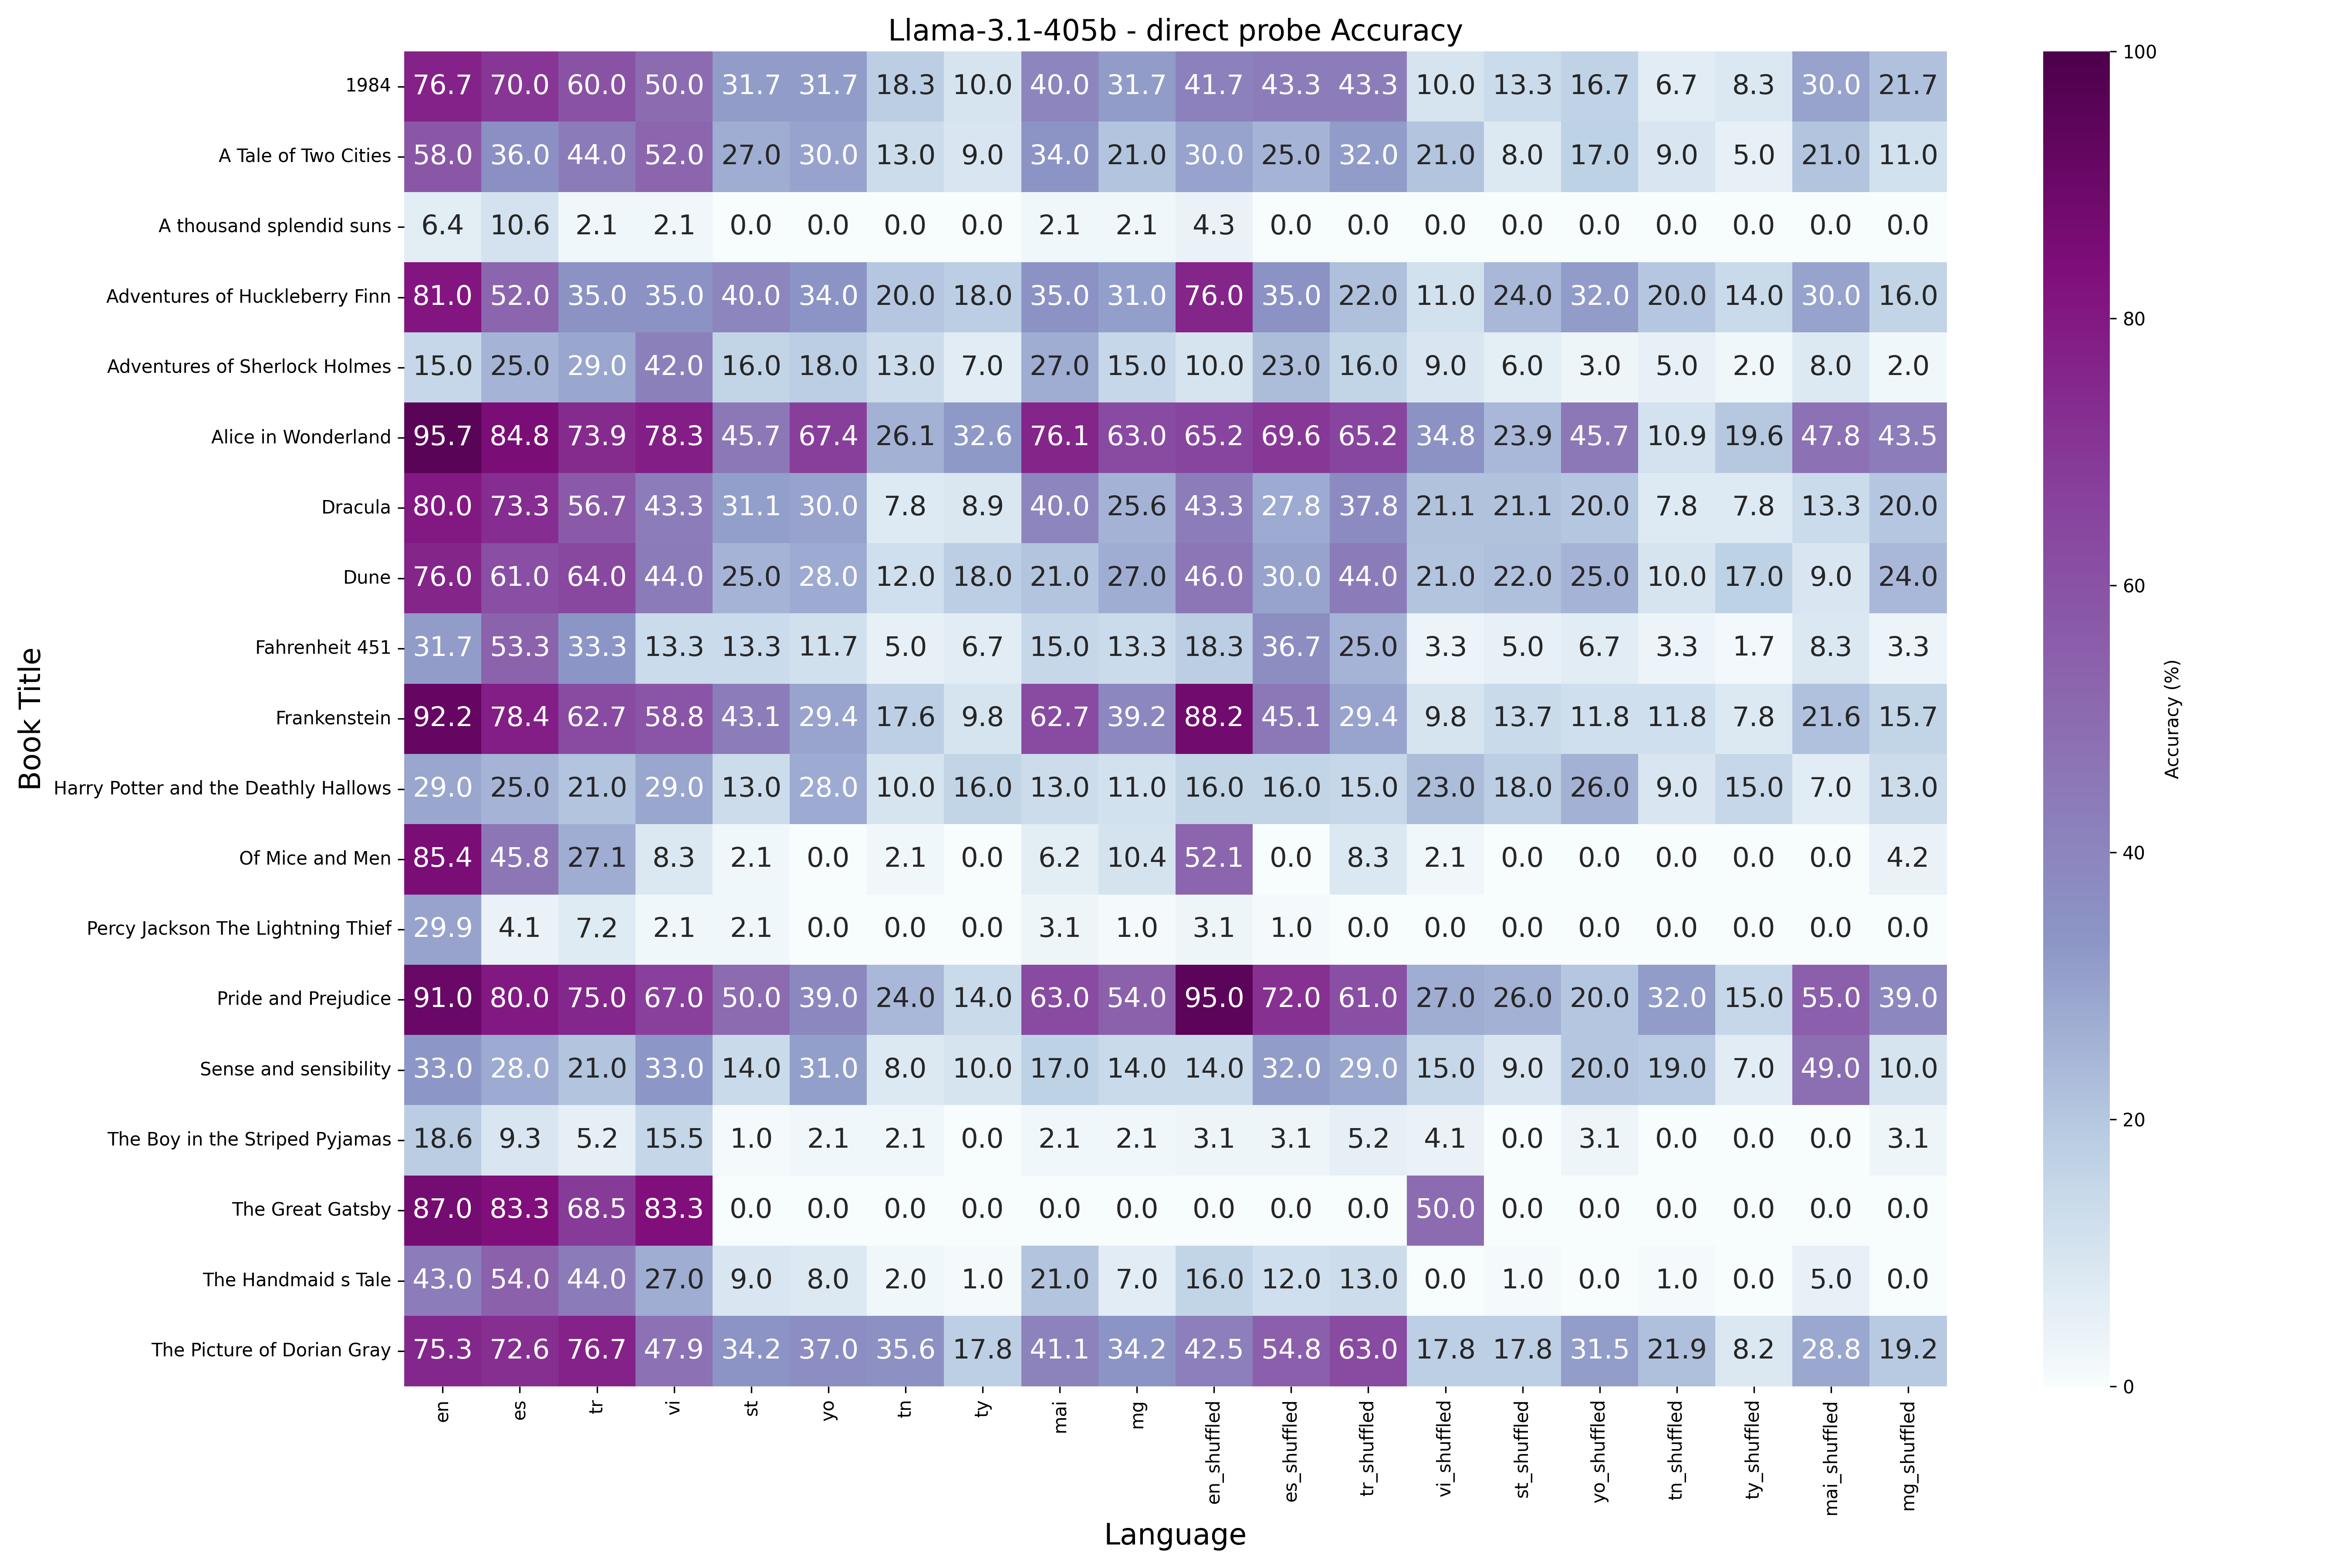 Llama-3.1-405b - direct probe Accuracy
1984 76.7 70.0 60.0 50.0 31.7 31.7 18.3 10.0 40.0 31.7 41.7 43.3 43.3 10.0 13.3 16.7 6.7 8.3 30.0 21.7
A Tale of Two Cities 58.0 36.0 44.0 52.0 27.0 30.0 13.0 9.0 34.0 21.0 30.0 25.0 32.0 21.0 8.0 17.0 9.0 5.0 21.0 11.0
A thousand splendid suns 6.4 10.6 2.1 2.1 0.0 0.0 0.0 0.0 2.1 2.1 4.3 0.0 0.0 0.0 0.0 0.0 0.0 0.0 0.0 0.0
Adventures of Huckleberry Finn 81.0 52.0 35.0 35.0 40.0 34.0 20.0 18.0 35.0 31.0 76.0 35.0 22.0 11.0 24.0 32.0 20.0 14.0 30.0 16.0
Adventures of Sherlock Holmes 15.0 25.0 29.0 42.0 16.0 18.0 13.0 7.0 27.0 15.0 10.0 23.0 16.0 9.0 6.0 3.0 5.0 2.0 8.0 2.0
Alice in Wonderland 95.7 84.8 73.9 78.3 45.7 67.4 26.1 32.6 76.1 63.0 65.2 69.6 65.2 34.8 23.9 45.7 10.9 19.6 47.8 43.5
Dracula 80.0 73.3 56.7 43.3 31.1 30.0 7.8 8.9 40.0 25.6 43.3 27.8 37.8 21.1 21.1 20.0 7.8 7.8 13.3 20.0
Dune 76.0 61.0 64.0 44.0 25.0 28.0 12.0 18.0 21.0 27.0 46.0 30.0 44.0 21.0 22.0 25.0 10.0 17.0 9.0 24.0
Fahrenheit 451 31.7 53.3 33.3 13.3 13.3 11.7 5.0 6.7 15.0 13.3 18.3 36.7 25.0 3.3 5.0 6.7 3.3 1.7 8.3 3.3
Frankenstein 92.2 78.4 62.7 58.8 43.1 29.4 17.6 9.8 62.7 39.2 88.2 45.1 29.4 9.8 13.7 11.8 11.8 7.8 21.6 15.7
Harry Potter and the Deathly Hallows 29.0 25.0 21.0 29.0 13.0 28.0 10.0 16.0 13.0 11.0 16.0 16.0 15.0 23.0 18.0 26.0 9.0 15.0 7.0 13.0
Of Mice and Men 85.4 45.8 27.1 8.3 2.1 0.0 2.1 0.0 6.2 10.4 52.1 0.0 8.3 2.1 0.0 0.0 0.0 0.0 0.0 4.2
Percy Jackson The Lightning Thief 29.9 4.1 7.2 2.1 2.1 0.0 0.0 0.0 3.1 1.0 3.1 1.0 0.0 0.0 0.0 0.0 0.0 0.0 0.0 0.0
Pride and Prejudice 91.0 80.0 75.0 67.0 50.0 39.0 24.0 14.0 63.0 54.0 95.0 72.0 61.0 27.0 26.0 20.0 32.0 15.0 55.0 39.0
Sense and sensibility 33.0 28.0 21.0 33.0 14.0 31.0 8.0 10.0 17.0 14.0 14.0 32.0 29.0 15.0 9.0 20.0 19.0 7.0 49.0 10.0
The Boy in the Striped Pyjamas 18.6 9.3 5.2 15.5 1.0 2.1 2.1 0.0 2.1 2.1 3.1 3.1 5.2 4.1 0.0 3.1 0.0 0.0 0.0 3.1
The Great Gatsby 87.0 83.3 68.5 83.3 0.0 0.0 0.0 0.0 0.0 0.0 0.0 0.0 0.0 50.0 0.0 0.0 0.0 0.0 0.0 0.0
The Handmaid s Tale 43.0 54.0 44.0 27.0 9.0 8.0 2.0 1.0 21.0 7.0 16.0 12.0 13.0 0.0 1.0 0.0 1.0 0.0 5.0 0.0
The Picture of Dorian Gray 75.3 72.6 76.7 47.9 34.2 37.0 35.6 17.8 41.1 34.2 42.5 54.8 63.0 17.8 17.8 31.5 21.9 8.2 28.8 19.2
en es tr vi st yo tn ty mai mg en_shuffled es_shuffled tr_shuffled vi_shuffled st_shuffled yo_shuffled tn_shuffled ty_shuffled mai_shuffled mg_shuffled
Language
Book Title
100
80
60
40
20
0
Accuracy (%)